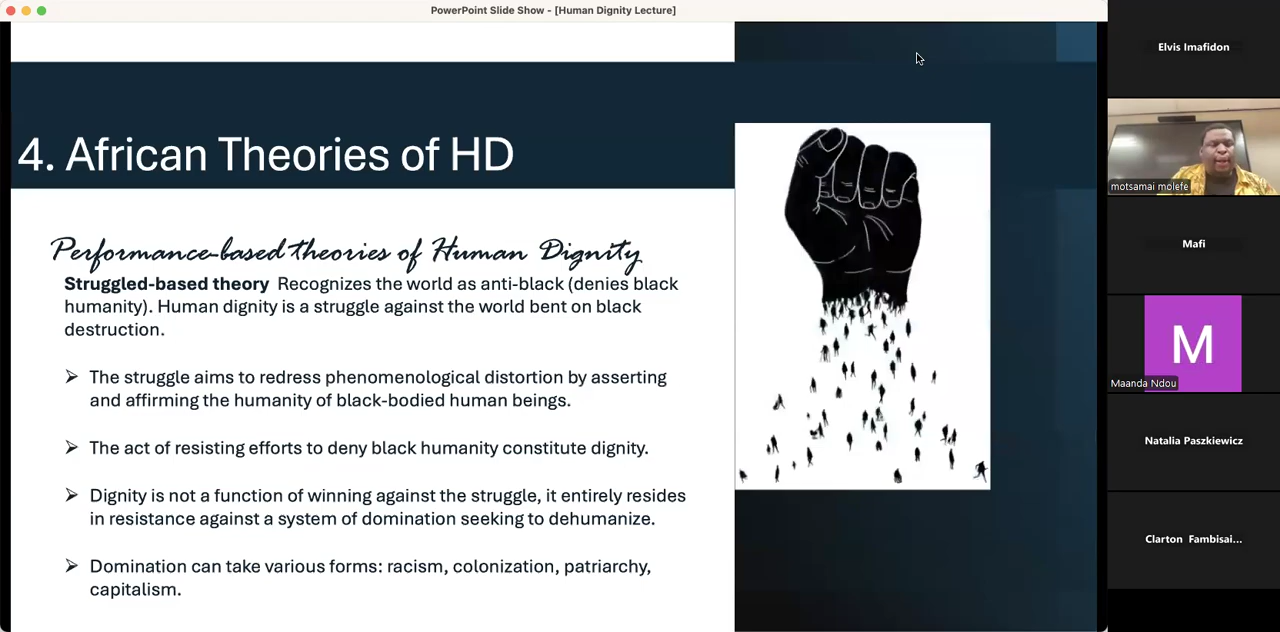 PowerPoint Slide Show - [Human Dignity Lecture]
4. African Theories of HD
Performance-based theories of Human Dignity
Struggled-based theory Recognizes the world as anti-black (denies black
humanity). Human dignity is a struggle against the world bent on black
destruction.
The struggle aims to redress phenomenological distortion by asserting
and affirming the humanity of black-bodied human beings.
The act of resisting efforts to deny black humanity constitute dignity.
Dignity is not a function of winning against the struggle, it entirely resides
in resistance against a system of domination seeking to dehumanize.
Domination can take various forms: racism, colonization, patriarchy,
capitalism.
Elvis Imafidon
motsamai molefe
Mafi
M
Maanda Ndou
Natalia Paszkiewicz
Clarton Fambisai...